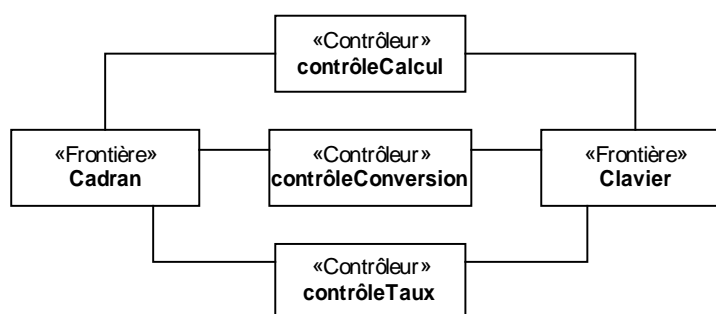 «Contrôleur»
contrôleCalcul
«Frontière»
Cadran
«Contrôleur»
contrôleConversion
«Frontière»
Clavier
«Contrôleur»
contrôleTaux